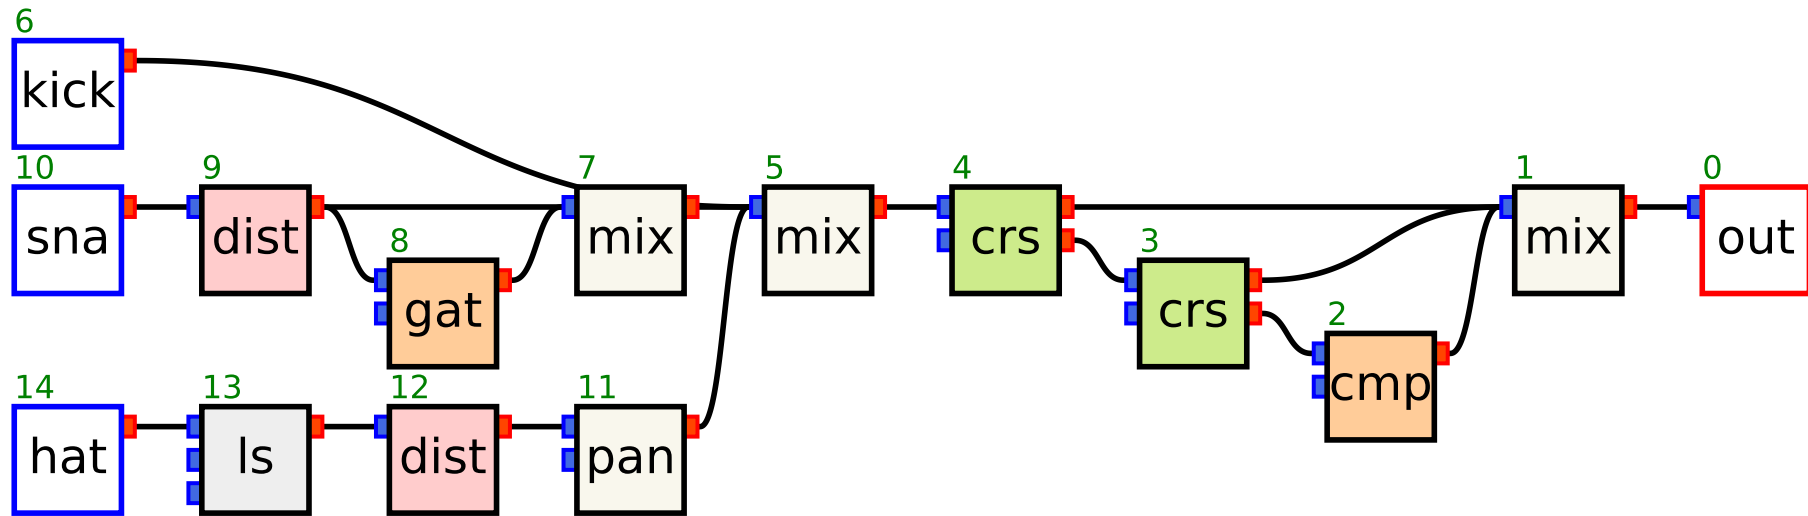 6
kick
10
sna
9
dist
8
gat
7
mix
5
mix
4
crs
3
crs
2
cmp
1
mix
0
out
14
hat
13
ls
12
dist
11
pan